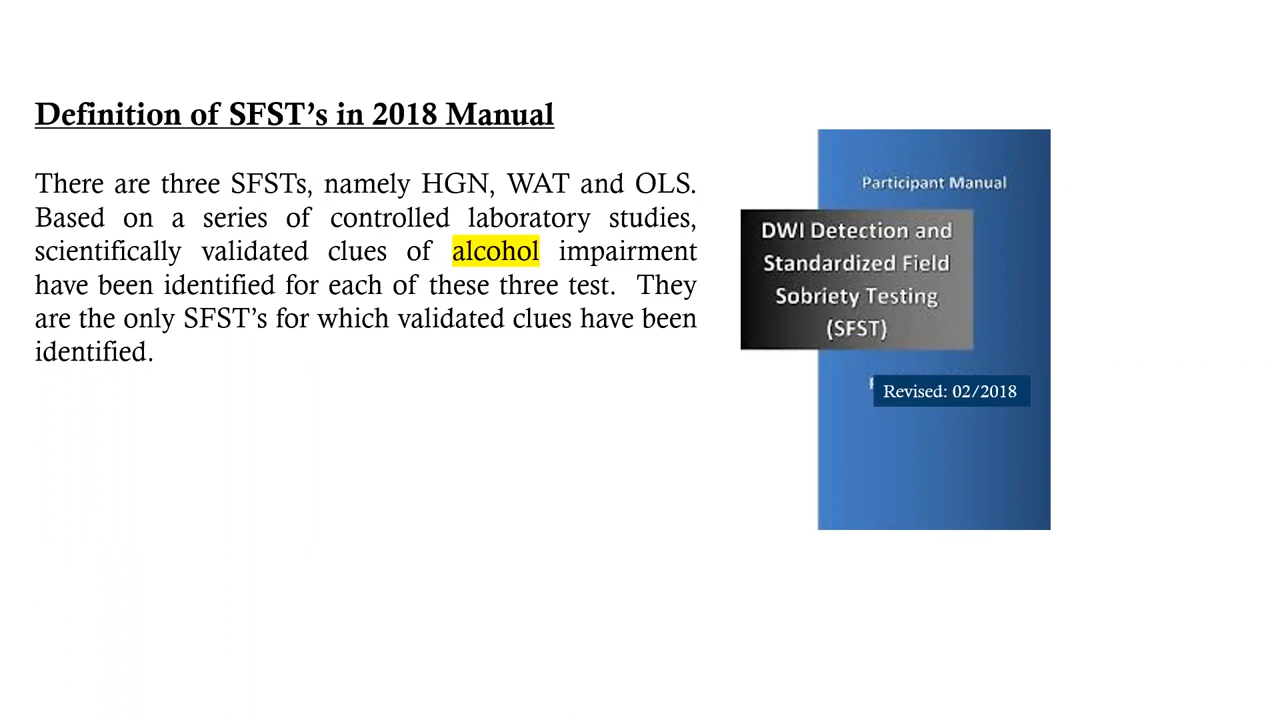 Definition of SFST’s in 2018 Manual
There are three SFSTs, namely HGN, WAT and OLS.
Based on a series of controlled laboratory studies,
scientifically validated clues of alcohol impairment
have been identified for each of these three test. They
are the only SFST’s for which validated clues have been
identified.
Participant Manual
DWI Detection and
Standardized Field
Sobriety Testing
(SFST)
Revised: 02/2018